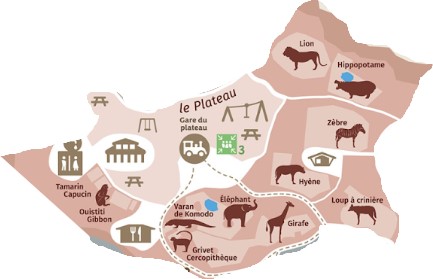 Lion
Hippopotame
le Plateau
Gare du
plateau
3
Zèbre
Hyène
Loup à crinière
Tamarin
Capucin
Ouistiti
Gibbon
Varan
de Komodo
Éléphant
Girafe
Grivet
Cercopithèque